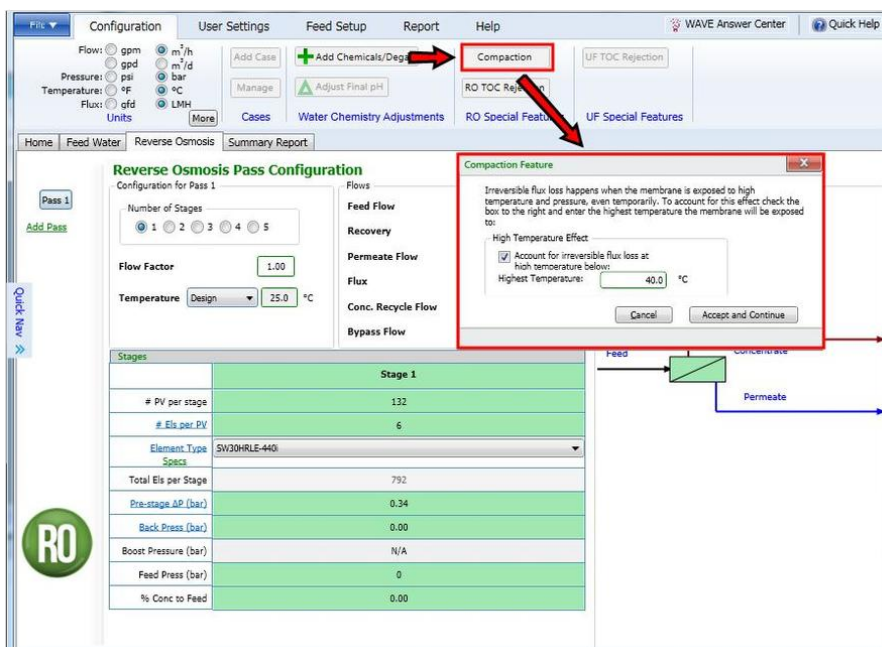 File
Configuration
User Settings
Feed Setup
Report
Help
WAVE Answer Center
Quick Help
Flow: gpm m³/h
gpd m³/d
Pressure: psi bar
Temperature: ºF ºC
Flux: gfd LMH
Units
More
Add Case
Manage
Cases
Add Chemicals/Dega
Adjust Final pH
Water Chemistry Adjustments
Compaction
RO TOC Rejection
RO Special Features
UF TOC Rejection
UF Special Features
Home
Feed Water
Reverse Osmosis
Summary Report
Pass 1
Add Pass
Quick Nav
Reverse Osmosis Pass Configuration
Configuration for Pass 1
Number of Stages
1 2 3 4 5
Flow Factor 1.00
Temperature Design 25.0 ºC
Flows
Feed Flow
Recovery
Permeate Flow
Flux
Conc. Recycle Flow
Bypass Flow
Compaction Feature
X
Irreversible flux loss happens when the membrane is exposed to high
temperature and pressure, even temporarily. To account for this effect check the
box to the right and enter the highest temperature the membrane will be exposed
to:
High Temperature Effect
Account for irreversible flux loss at
high temperature below:
Highest Temperature: 40.0 ºC
Cancel
Accept and Continue
Feed
Concentrate
Permeate
Stages
Stage 1
# PV per stage 132
# Els per PV 6
Element Type SW30HRLE-440i
Specs
Total Els per Stage 792
Pre-stage ΔP (bar) 0.34
Back Press (bar) 0.00
Boost Pressure (bar) N/A
Feed Press (bar) 0
% Conc to Feed 0.00
RO